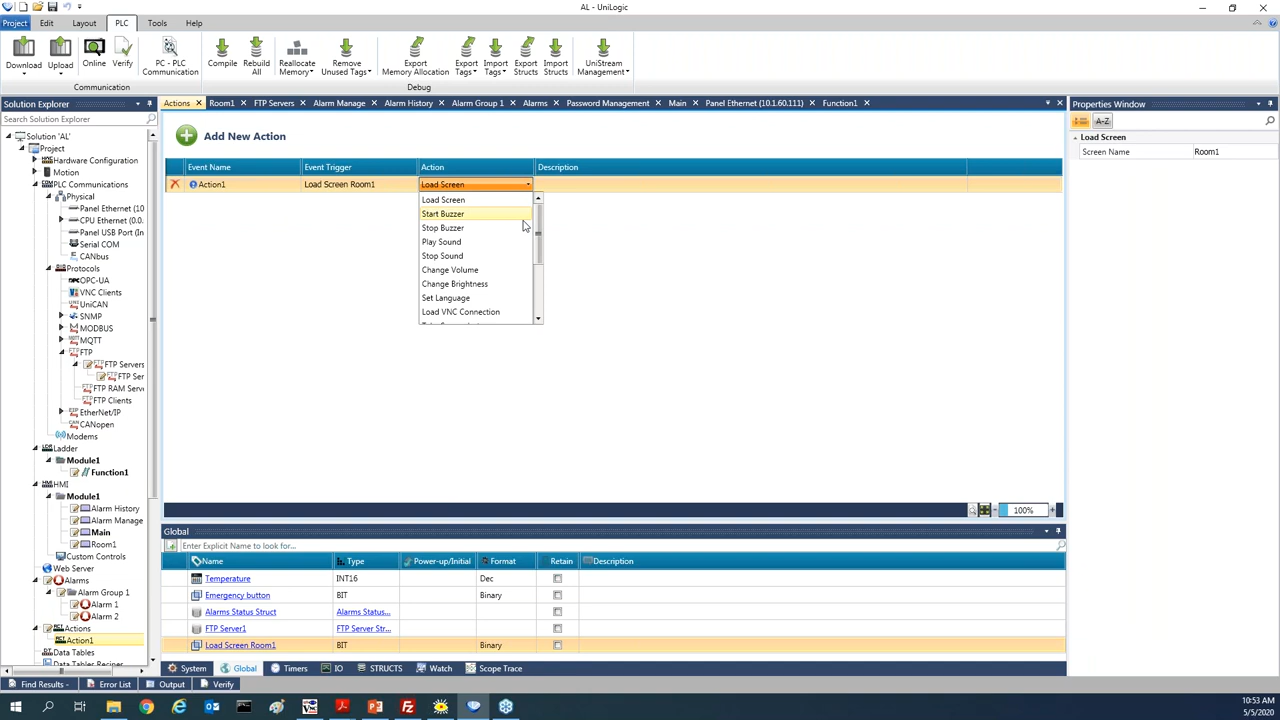 AL - UniLogic
Project Edit Layout PLC Tools Help
Download Upload Online Verify PC - PLC Communication Compile Rebuild All Reallocate Memory Remove Unused Tags Export Memory Allocation Export Tags Import Tags Export Structs Import Structs UniStream Management
Communication Debug
Solution Explorer
Actions Room1 FTP Servers Alarm Manage Alarm History Alarm Group 1 Alarms Password Management Main Panel Ethernet (10.1.60.111) Function1
Properties Window
Search Solution Explorer
Solution 'AL'
Project
Hardware Configuration
Motion
PLC Communications
Physical
Panel Ethernet (10
CPU Ethernet (0.0.
Panel USB Port (In
Serial COM
CANbus
Protocols
OPC-UA
VNC Clients
UniCAN
SNMP
MODBUS
MQTT
FTP
FTP Servers
FTP Ser
FTP RAM Serve
FTP Clients
EtherNet/IP
CANopen
Modems
Ladder
Module1
Function1
HMI
Module1
Alarm History
Alarm Manage
Main
Room1
Custom Controls
Web Server
Alarms
Alarm Group 1
Alarm 1
Alarm 2
Actions
Action1
Data Tables
Add New Action
Event Name Event Trigger Action Description
Action1 Load Screen Room1 Load Screen
Load Screen
Start Buzzer
Stop Buzzer
Play Sound
Stop Sound
Change Volume
Change Brightness
Set Language
Load VNC Connection
A-Z
Load Screen
Screen Name Room1
100%
Global
Enter Explicit Name to look for...
Name Type Power-up/Initial Format Retain Description
Temperature INT16 Dec
Emergency button BIT Binary
Alarms Status Struct Alarms Status...
FTP Server1 FTP Server Str...
Load Screen Room1 BIT Binary
System Global Timers IO STRUCTS Watch Scope Trace
Find Results - Error List Output Verify
10:53 AM
5/5/2020